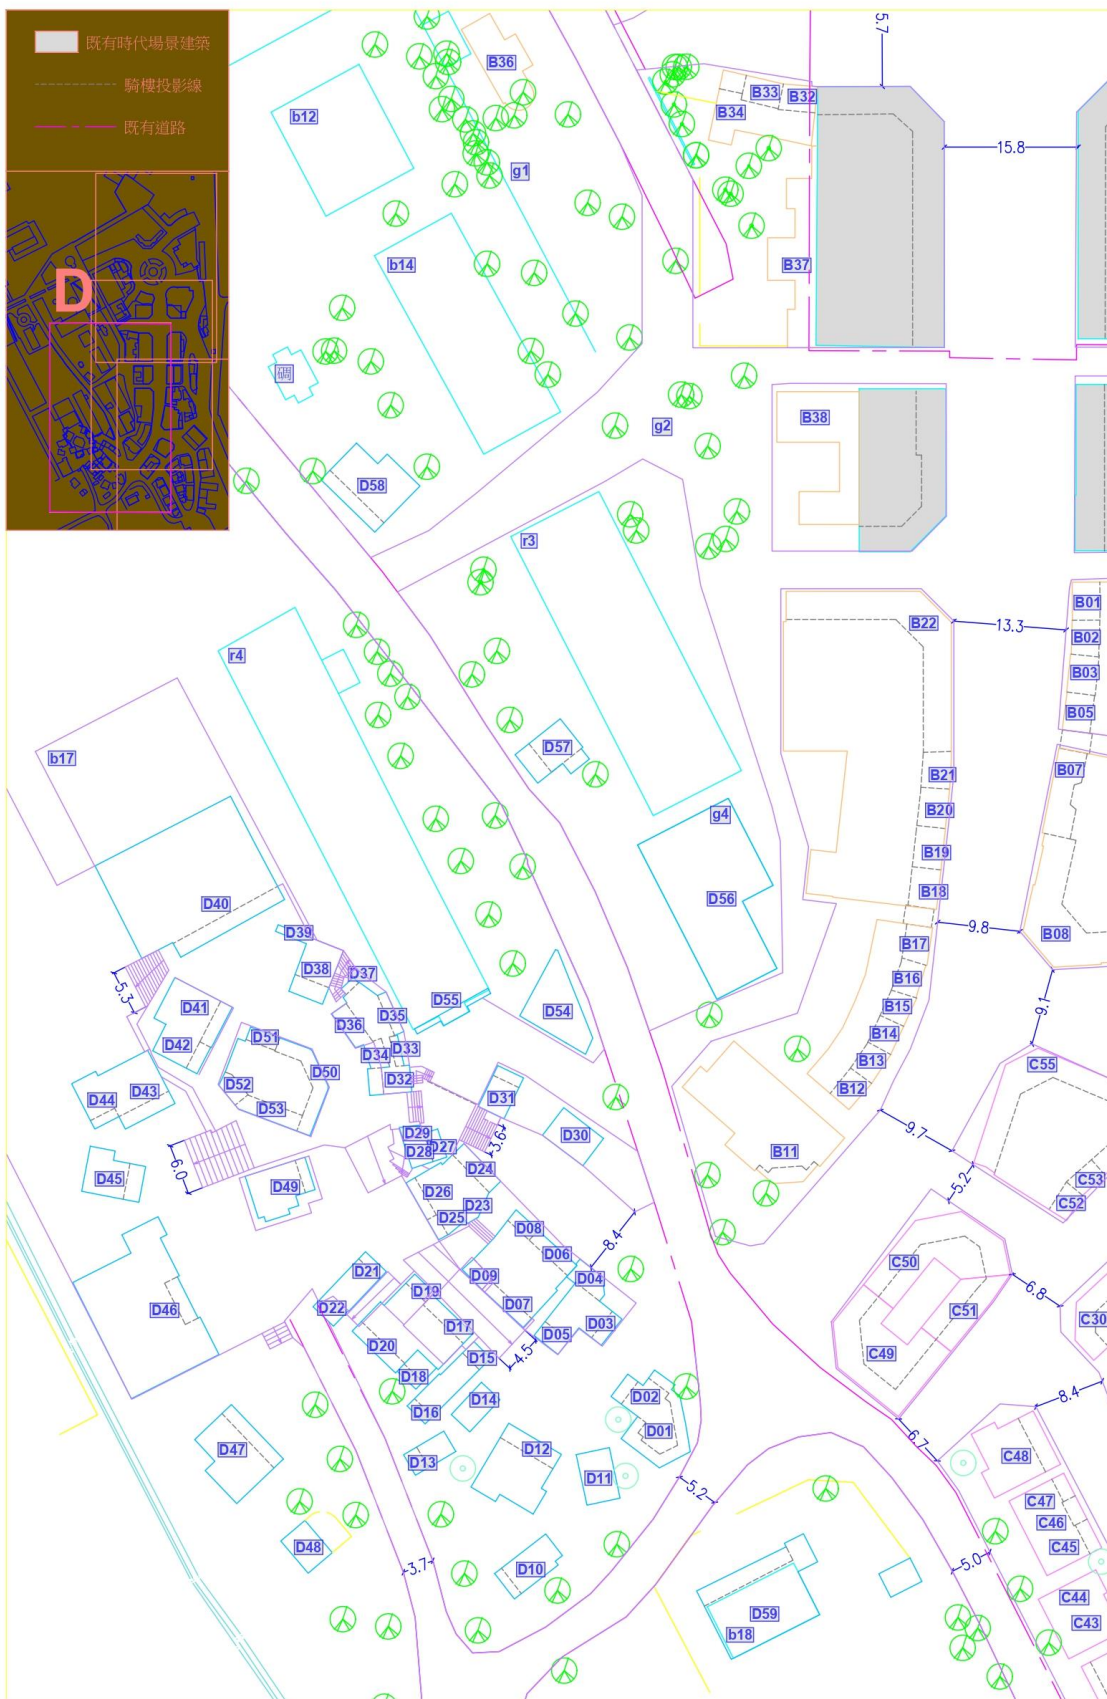 既有時代場景建築
騎樓投影線
既有道路
D
5.7
B36
b12
B33
B32
B34
15.8
g1
b14
B37
碉
B38
g2
D58
r3
B01
B22
13.3
B02
r4
B03
B05
D57
b17
B07
B21
B20
g4
B19
B18
D56
D40
9.8
D39
B17
B08
D38
D37
B16
5.3
D55
D41
B15
D54
D36
D35
9.1
D51
B14
D42
D34
D33
B13
C55
D50
D32
B12
D52
D43
D31
D44
D53
D29
D30
9.7
D27
3.6
D28
B11
D24
6.0
D45
C53
D49
D26
5.2
C52
D23
D25
8.4
D08
D06
C50
D21
D09
D04
D19
6.8
D46
D22
D07
C51
D17
D03
C30
D05
D20
4.5
C49
D15
D18
8.4
D02
D14
D16
D01
6.7
D47
D12
C48
D13
D11
5.2
C47
C46
D48
C45
5.0
3.7
D10
C44
D59
C43
b18